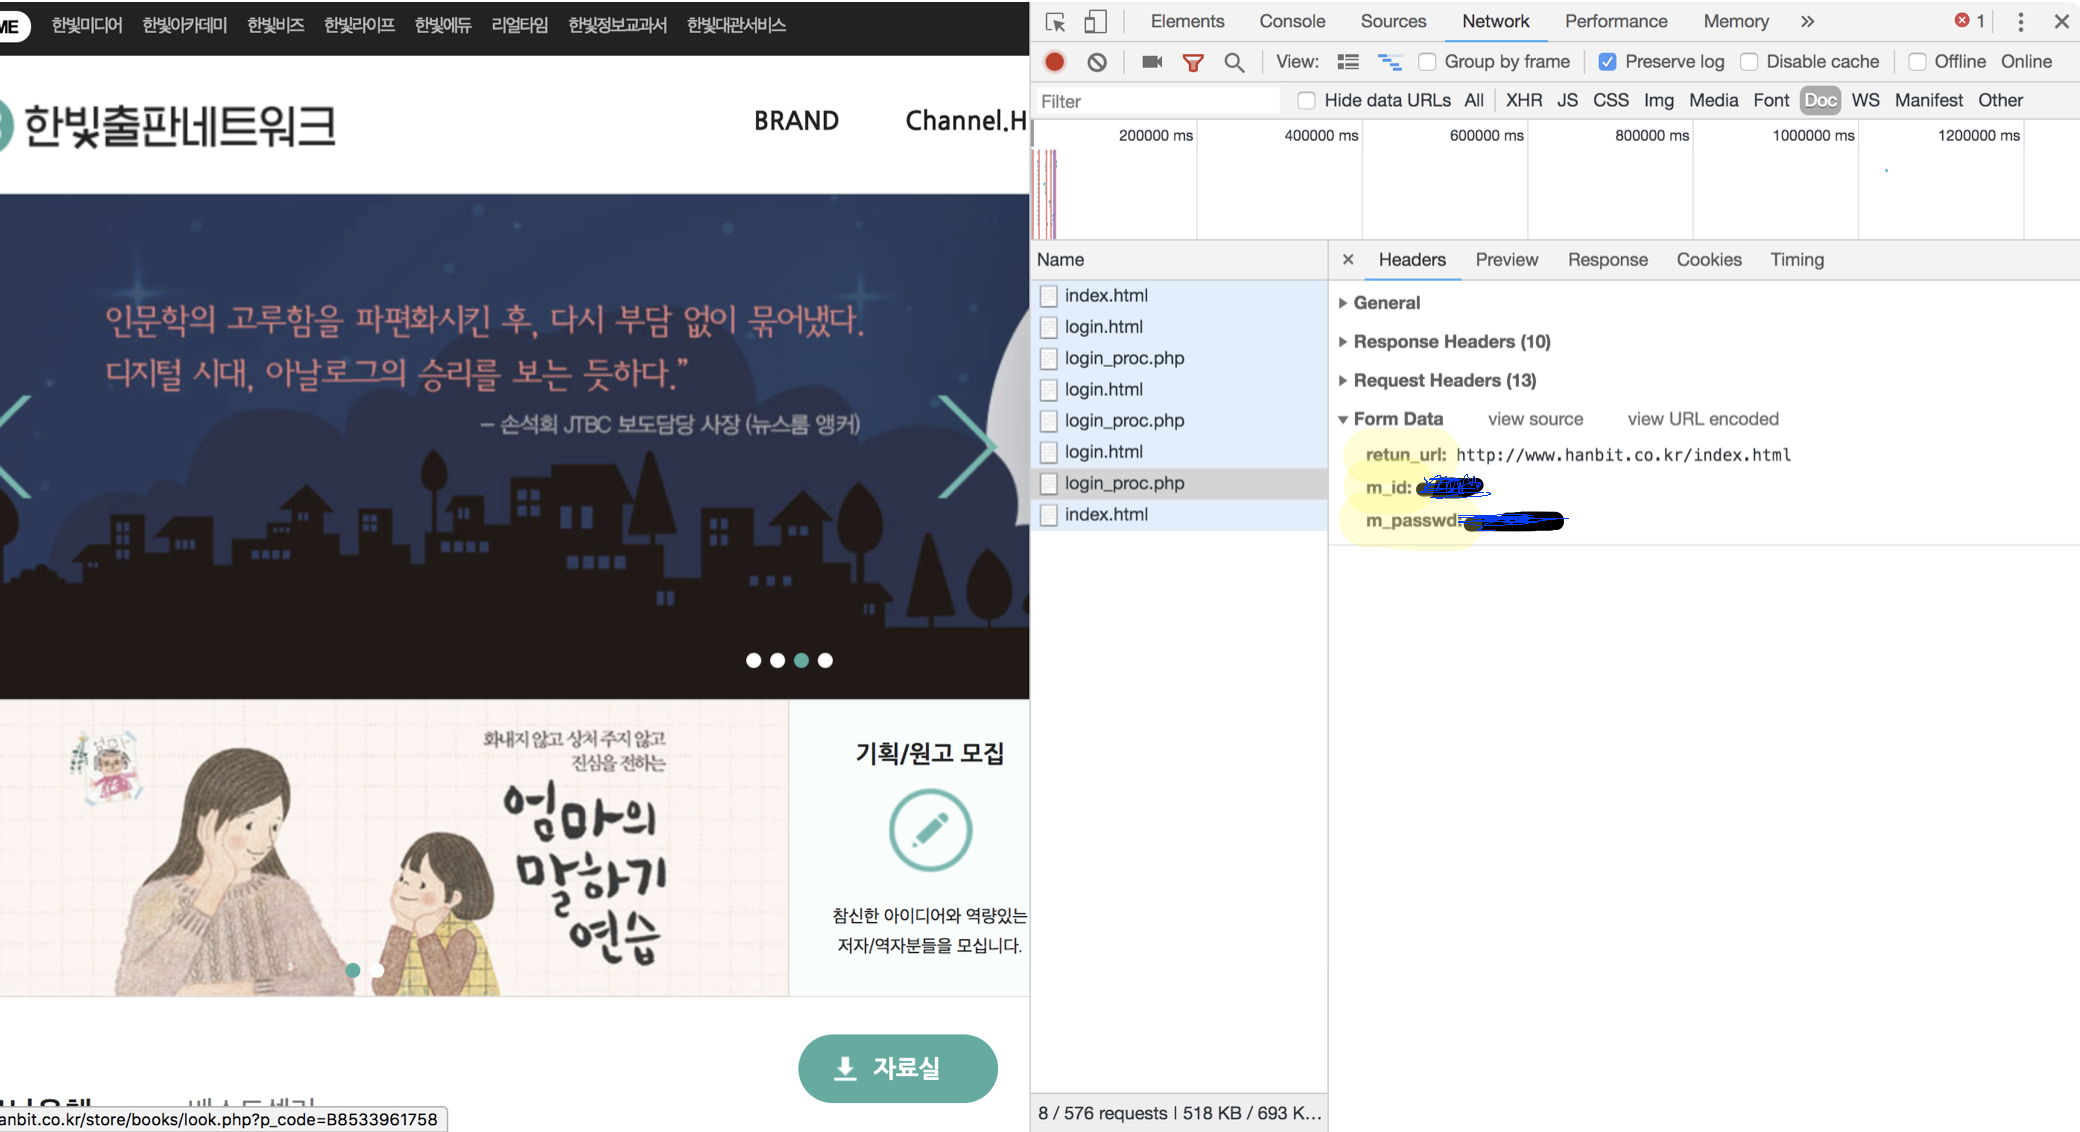 ME 한빛미디어 한빛아카데미 한빛비즈 한빛라이프 한빛에듀 리얼타임 한빛정보교과서 한빛대관서비스
한빛출판네트워크
BRAND Channel.H
인문학의 고루함을 파편화시킨 후, 다시 부담 없이 묶어냈다.
디지털 시대, 아날로그의 승리를 보는 듯하다.”
– 손석희 JTBC 보도담당 사장 (뉴스룸 앵커)
화내지 않고 상처 주지 않고
진심을 전하는
엄마의
말하기
연습
기획/원고 모집
참신한 아이디어와 역량있는
저자/역자분들을 모십니다.
자료실
anbit.co.kr/store/books/look.php?p_code=B8533961758
Elements Console Sources Network Performance Memory » 1
View: Group by frame Preserve log Disable cache Offline Online
Filter Hide data URLs All XHR JS CSS Img Media Font Doc WS Manifest Other
200000 ms 400000 ms 600000 ms 800000 ms 1000000 ms 1200000 ms
Name
index.html
login.html
login_proc.php
login.html
login_proc.php
login.html
login_proc.php
index.html
8 / 576 requests | 518 KB / 693 K...
× Headers Preview Response Cookies Timing
General
Response Headers (10)
Request Headers (13)
Form Data view source view URL encoded
retun_url: http://www.hanbit.co.kr/index.html
m_id:
m_passwd